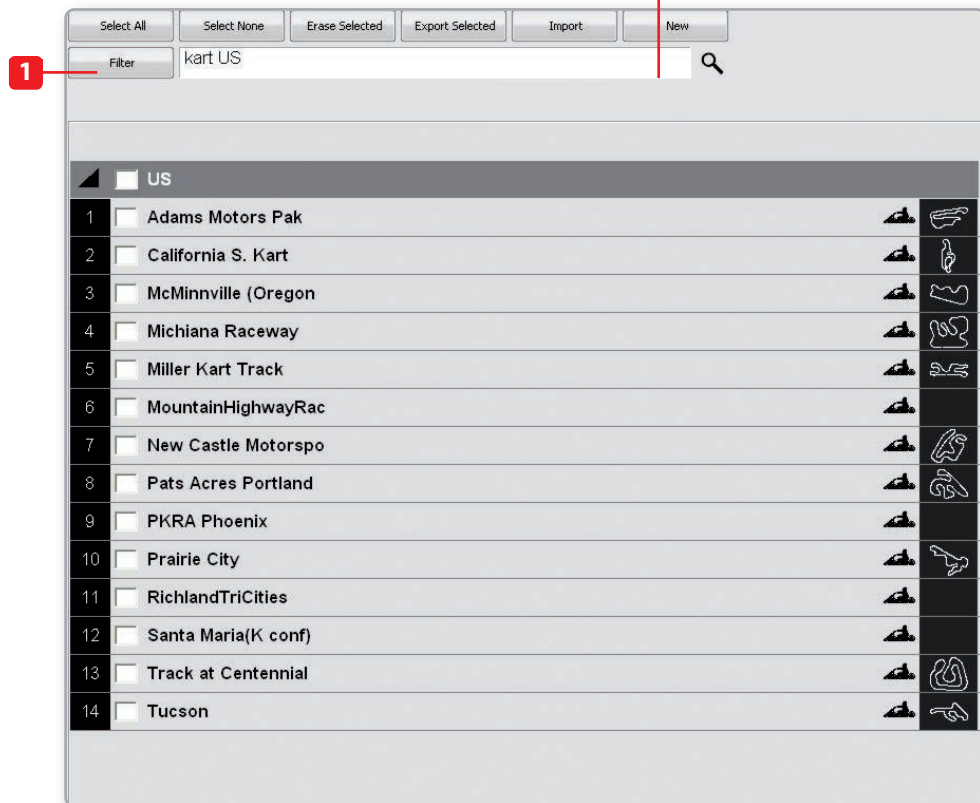 Select All Select None Erase Selected Export Selected Import New
1 Filter kart US
US
1 Adams Motors Pak
2 California S. Kart
3 McMinnville (Oregon
4 Michiana Raceway
5 Miller Kart Track
6 MountainHighwayRac
7 New Castle Motorspo
8 Pats Acres Portland
9 PKRA Phoenix
10 Prairie City
11 RichlandTriCities
12 Santa Maria(K conf)
13 Track at Centennial
14 Tucson